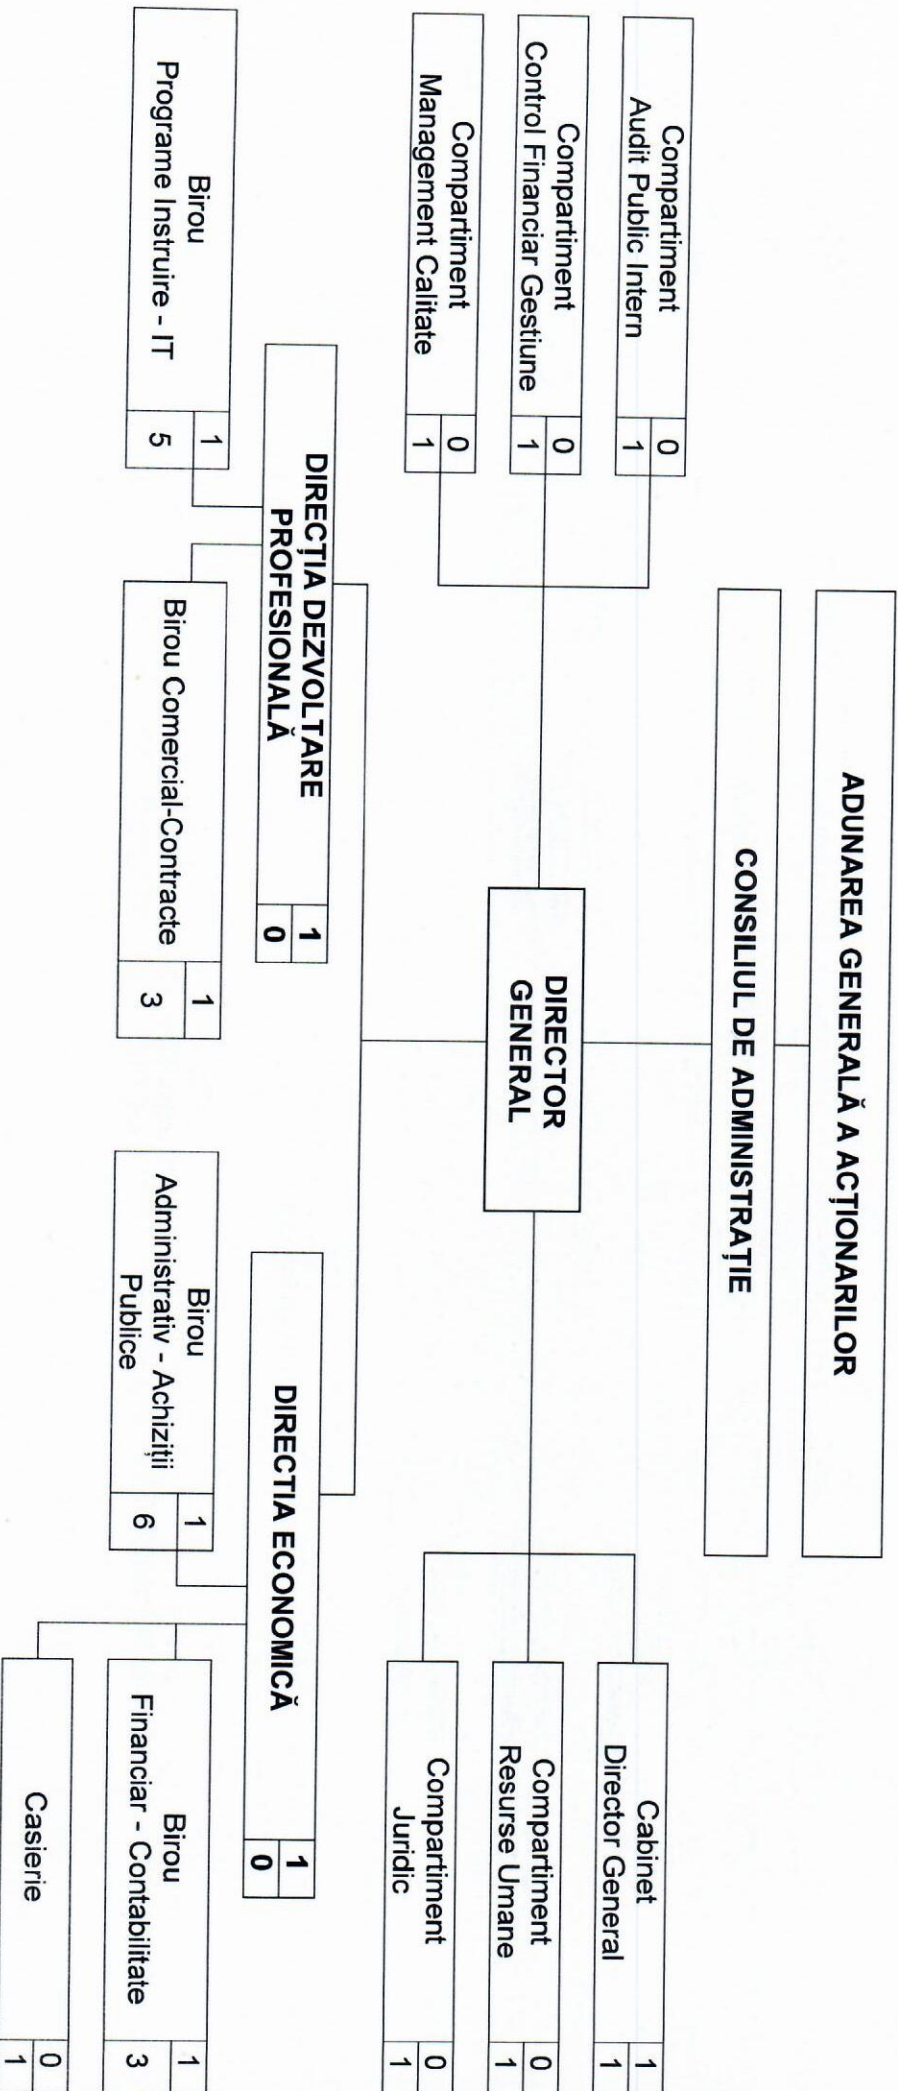 ADUNAREA GENERALĂ A ACȚIONARILOR
CONSILIUL DE ADMINISTRAȚIE
DIRECTOR
GENERAL
Compartiment
Audit Public Intern
0
1
Compartiment
Control Financiar Gestiune
0
1
Compartiment
Management Calitate
0
1
Cabinet
Director General
1
1
Compartiment
Resurse Umane
0
1
Compartiment
Juridic
0
1
DIRECȚIA DEZVOLTARE
PROFESIONALĂ
1
0
DIRECTIA ECONOMICĂ
1
0
Birou
Programe Instruire - IT
1
5
Birou Comercial-Contracte
1
3
Birou
Administrativ - Achiziții
Publice
1
6
Birou
Financiar - Contabilitate
1
3
Casierie
0
1